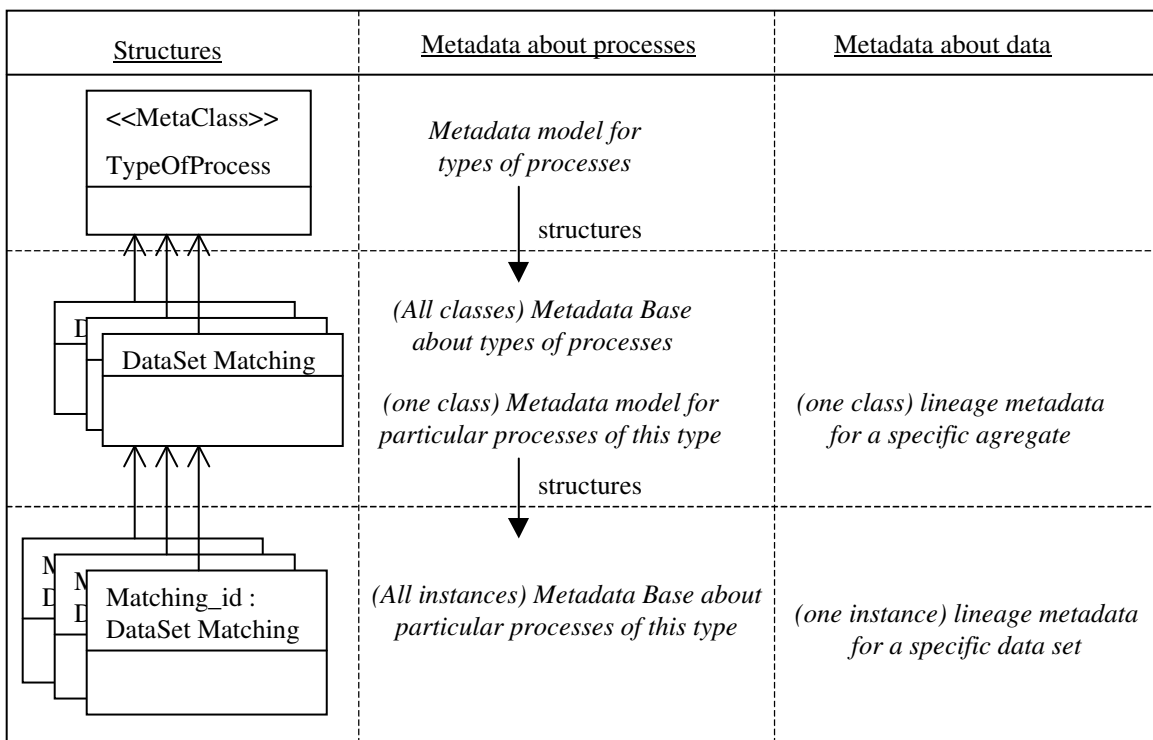 Structures
Metadata about processes
Metadata about data
<<MetaClass>>
TypeOfProcess
Metadata model for
types of processes
structures
D
DataSet Matching
(All classes) Metadata Base
about types of processes
(one class) Metadata model for
particular processes of this type
(one class) lineage metadata
for a specific agregate
structures
M
D
M
D
Matching_id :
DataSet Matching
(All instances) Metadata Base about
particular processes of this type
(one instance) lineage metadata
for a specific data set